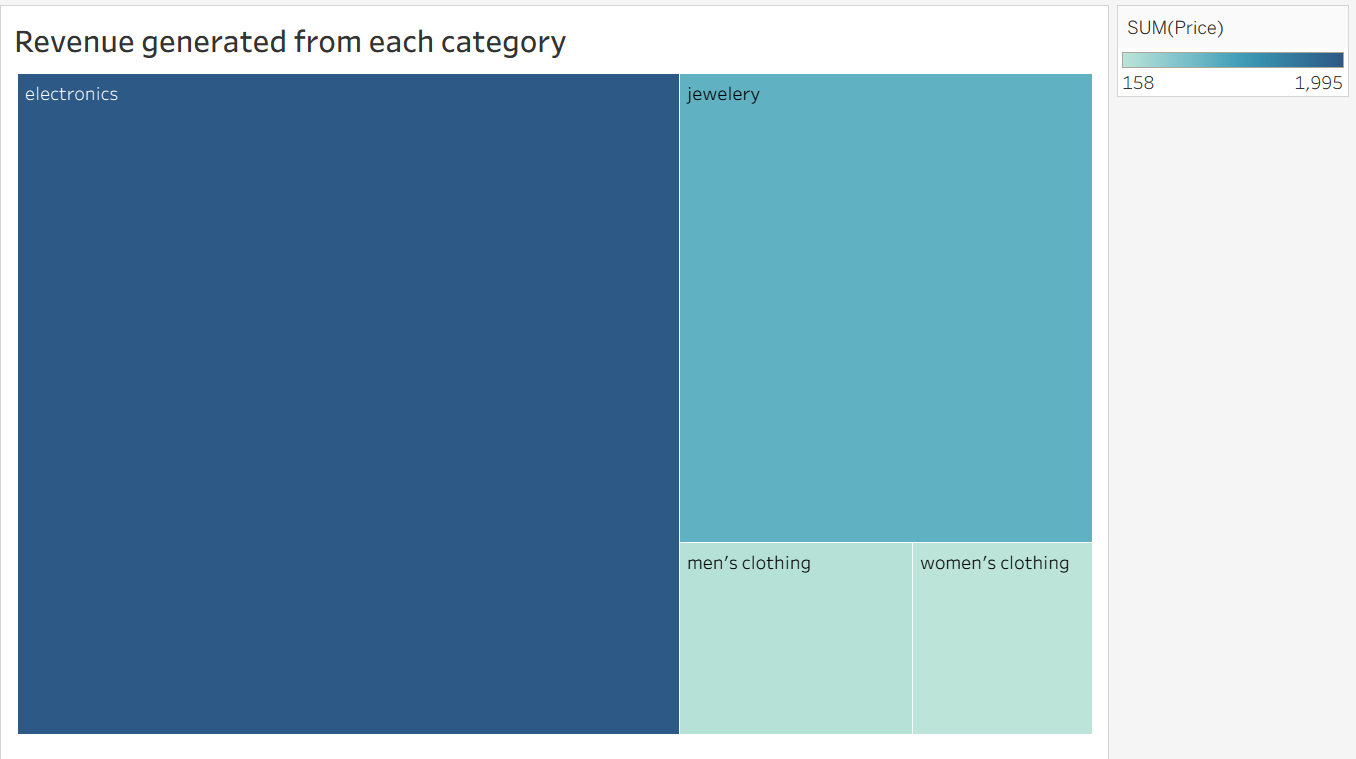 Revenue generated from each category
electronics
jewelery
men's clothing
women's clothing
SUM(Price)
158
1,995